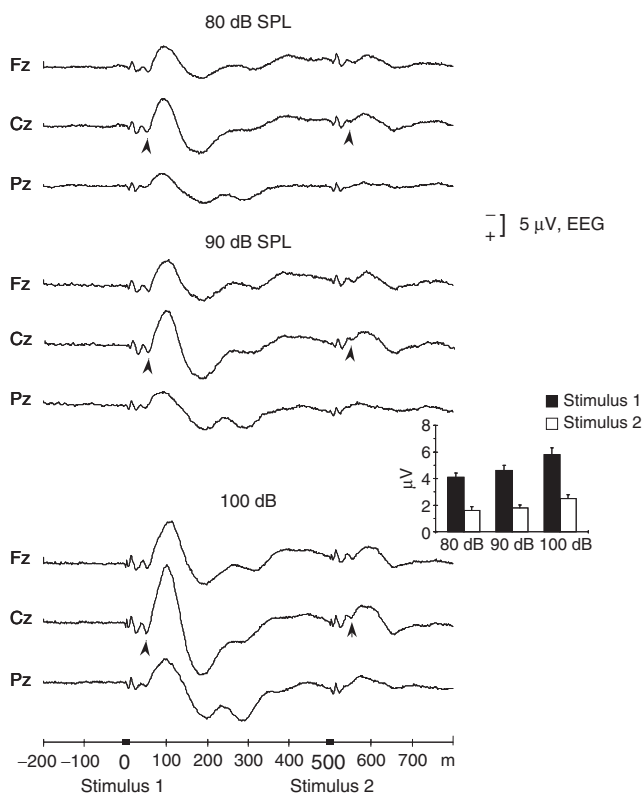 80 dB SPL
Fz
Cz
Pz
−
+
5 μV, EEG
90 dB SPL
Fz
Cz
Pz
Stimulus 1
Stimulus 2
8
6
4
2
0
μV
80 dB 90 dB 100 dB
100 dB
Fz
Cz
Pz
−200 −100 0 100 200 300 400 500 600 700 m
Stimulus 1 Stimulus 2